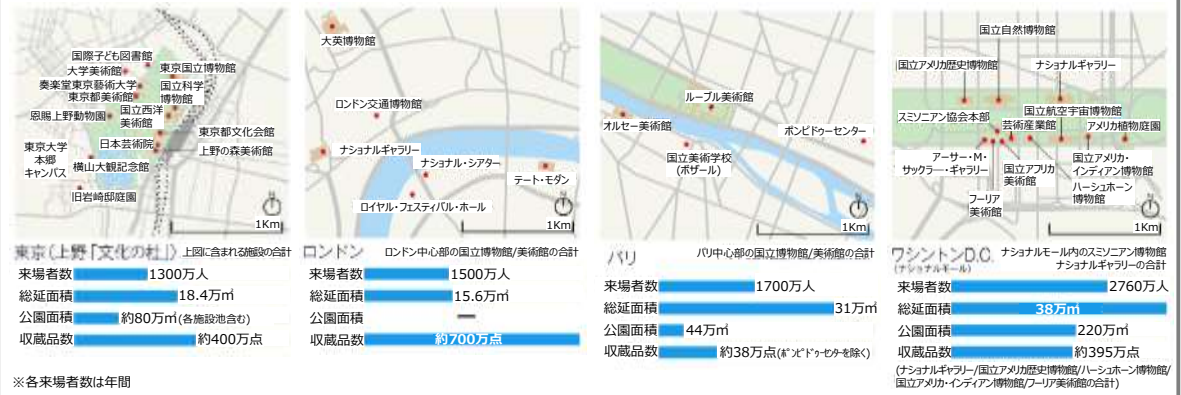 国際子ども図書館
大学美術館
東京国立博物館
奏楽堂東京藝術大学
国立科学
博物館
東京都美術館
恩賜上野動物園
国立西洋
美術館
東京都文化会館
東京大学
本郷
キャンパス
日本芸術院
上野の森美術館
横山大観記念館
旧岩崎邸庭園
1Km
東京(上野「文化の杜」) 上図に含まれる施設の合計
来場者数 1300万人
総延面積 18.4万㎡
公園面積 約80万㎡(各施設池含む)
収蔵品数 約400万点
大英博物館
ロンドン交通博物館
ナショナルギャラリー
ナショナル・シアター
テート・モダン
ロイヤル・フェスティバル・ホール
1Km
ロンドン ロンドン中心部の国立博物館/美術館の合計
来場者数 1500万人
総延面積 15.6万㎡
公園面積 ―
収蔵品数 約700万点
ルーブル美術館
オルセー美術館
ポンピドゥーセンター
国立美術学校
(ボザール)
1Km
パリ パリ中心部の国立博物館/美術館の合計
来場者数 1700万人
総延面積 31万㎡
公園面積 44万㎡
収蔵品数 約38万点(ポンピドゥーセンターを除く)
国立自然博物館
国立アメリカ歴史博物館
ナショナルギャラリー
国立航空宇宙博物館
スミソニアン協会本部
芸術産業館
アメリカ植物庭園
アーサー・M・
サックラー・ギャラリー
国立アフリカ
美術館
国立アメリカ・
インディアン博物館
フーリア
美術館
ハーシュホーン
博物館
1Km
ワシントンD.C.
(ナショナルモール)
ナショナルモール内のスミソニアン博物館
ナショナルギャラリーの合計
来場者数 2760万人
総延面積 38万㎡
公園面積 220万㎡
収蔵品数 約395万点
(ナショナルギャラリー/国立アメリカ歴史博物館/ハーシュホーン博物館/
国立アメリカ・インディアン博物館/フーリア美術館の合計)
※各来場者数は年間